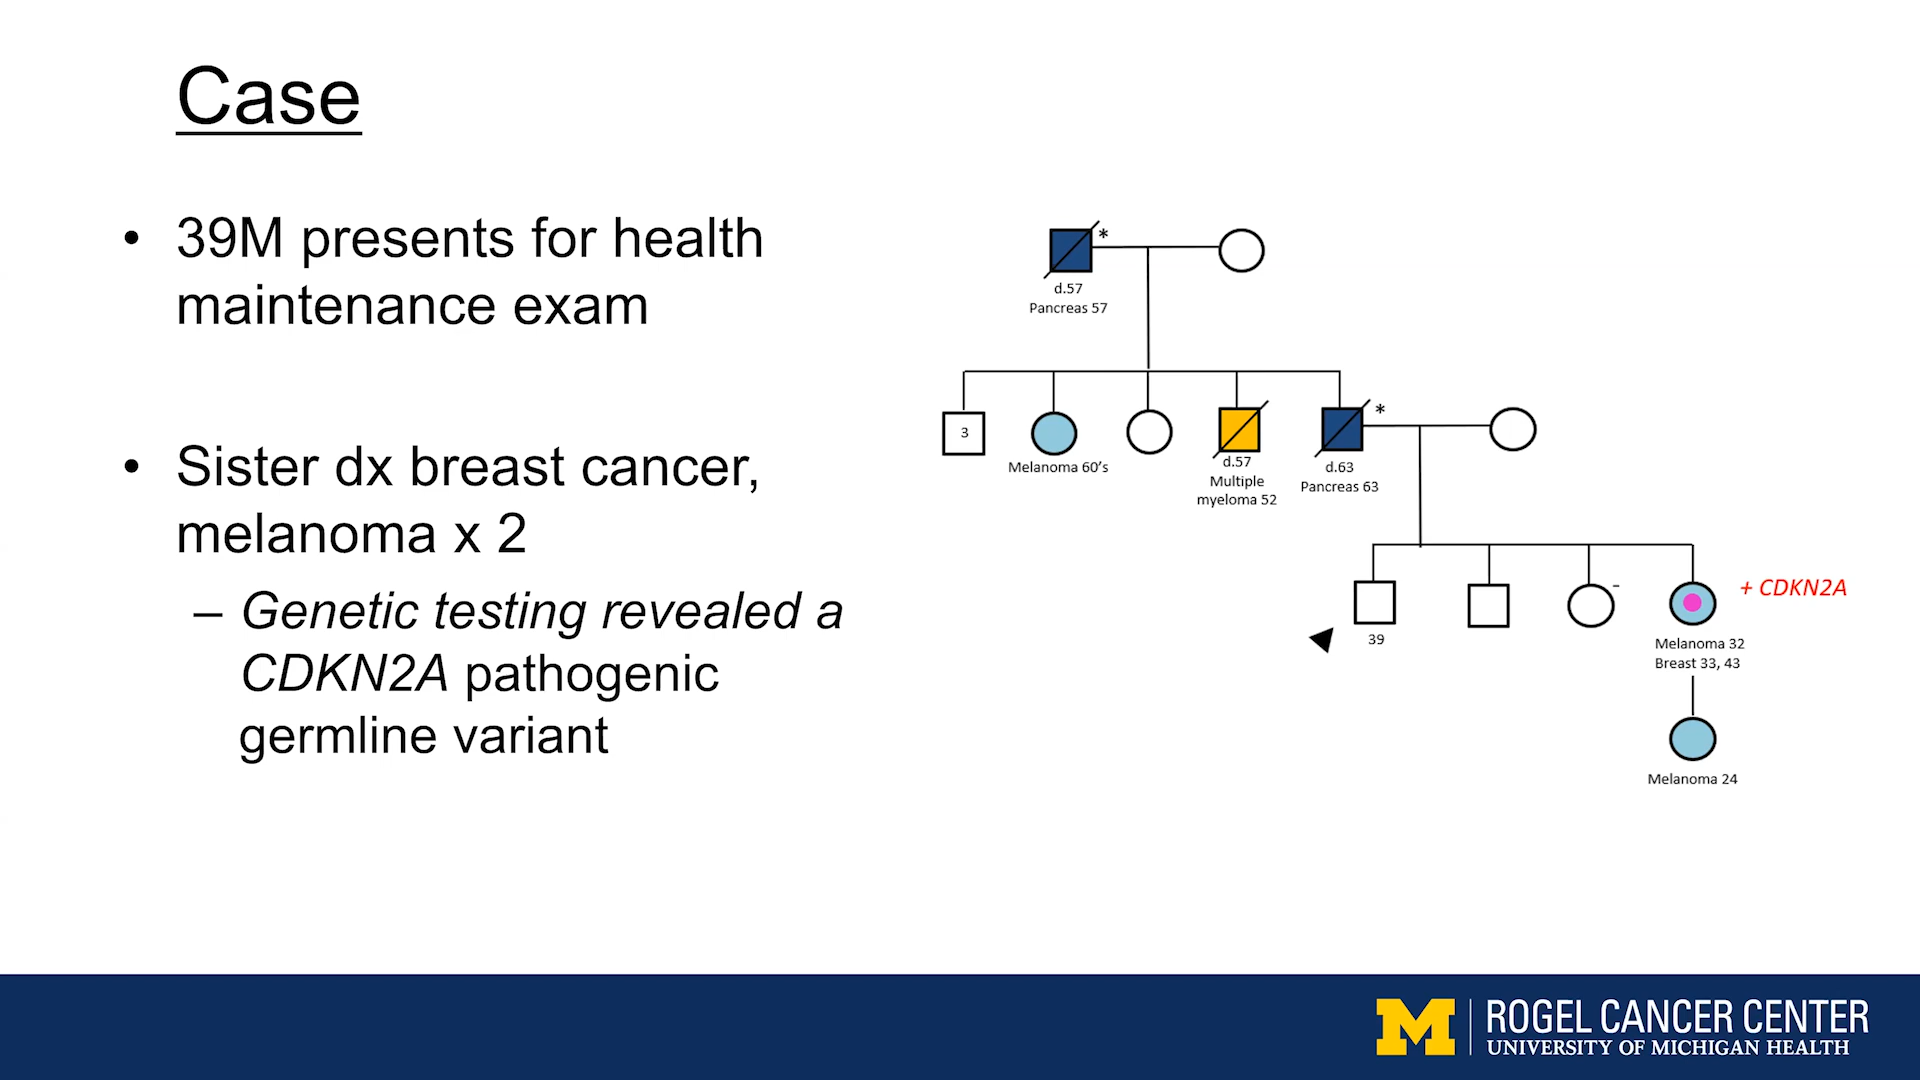 Case
• 39M presents for health
maintenance exam
• Sister dx breast cancer,
melanoma x 2
– Genetic testing revealed a
CDKN2A pathogenic
germline variant
*
d.57
Pancreas 57
3
Melanoma 60's
d.57
Multiple
myeloma 52
*
d.63
Pancreas 63
39
-
+ CDKN2A
Melanoma 32
Breast 33, 43
Melanoma 24
M
ROGEL CANCER CENTER
UNIVERSITY OF MICHIGAN HEALTH